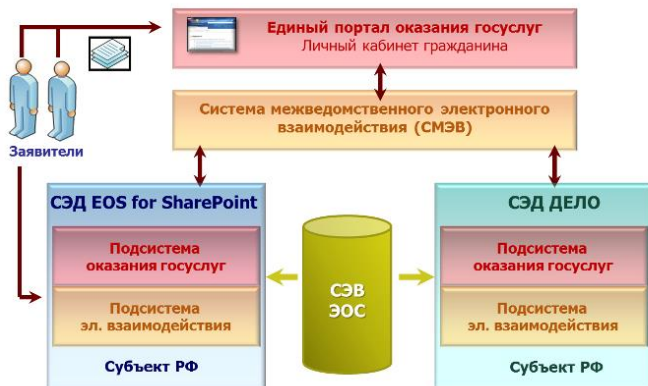 Единый портал оказания госуслуг
Личный кабинет гражданина
Система межведомственного электронного
взаимодействия (СМЭВ)
Заявители
СЭД EOS for SharePoint
Подсистема
оказания госуслуг
Подсистема
эл. взаимодействия
Субъект РФ
СЭВ
ЭОС
СЭД ДЕЛО
Подсистема
оказания госуслуг
Подсистема
эл. взаимодействия
Субъект РФ